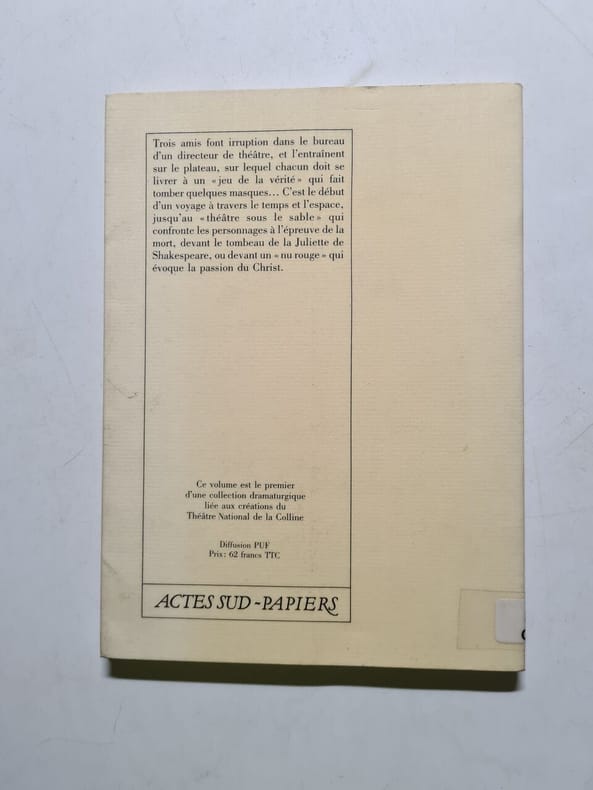 Trois amis font irruption dans le bureau
d'un directeur de théâtre, et l'entraînent
sur le plateau, sur lequel chacun doit se
livrer à un « jeu de la vérité » qui fait
tomber quelques masques... C'est le début
d'un voyage à travers le temps et l'espace,
jusqu'au « théâtre sous le sable » qui
confronte les personnages à l'épreuve de la
mort, devant le tombeau de la Juliette de
Shakespeare, ou devant un « nu rouge » qui
évoque la passion du Christ.
Ce volume est le premier
d'une collection dramaturgique
liée aux créations du
Théâtre National de la Colline
Diffusion PUF
Prix : 62 francs TTC
ACTES SUD - PAPIERS